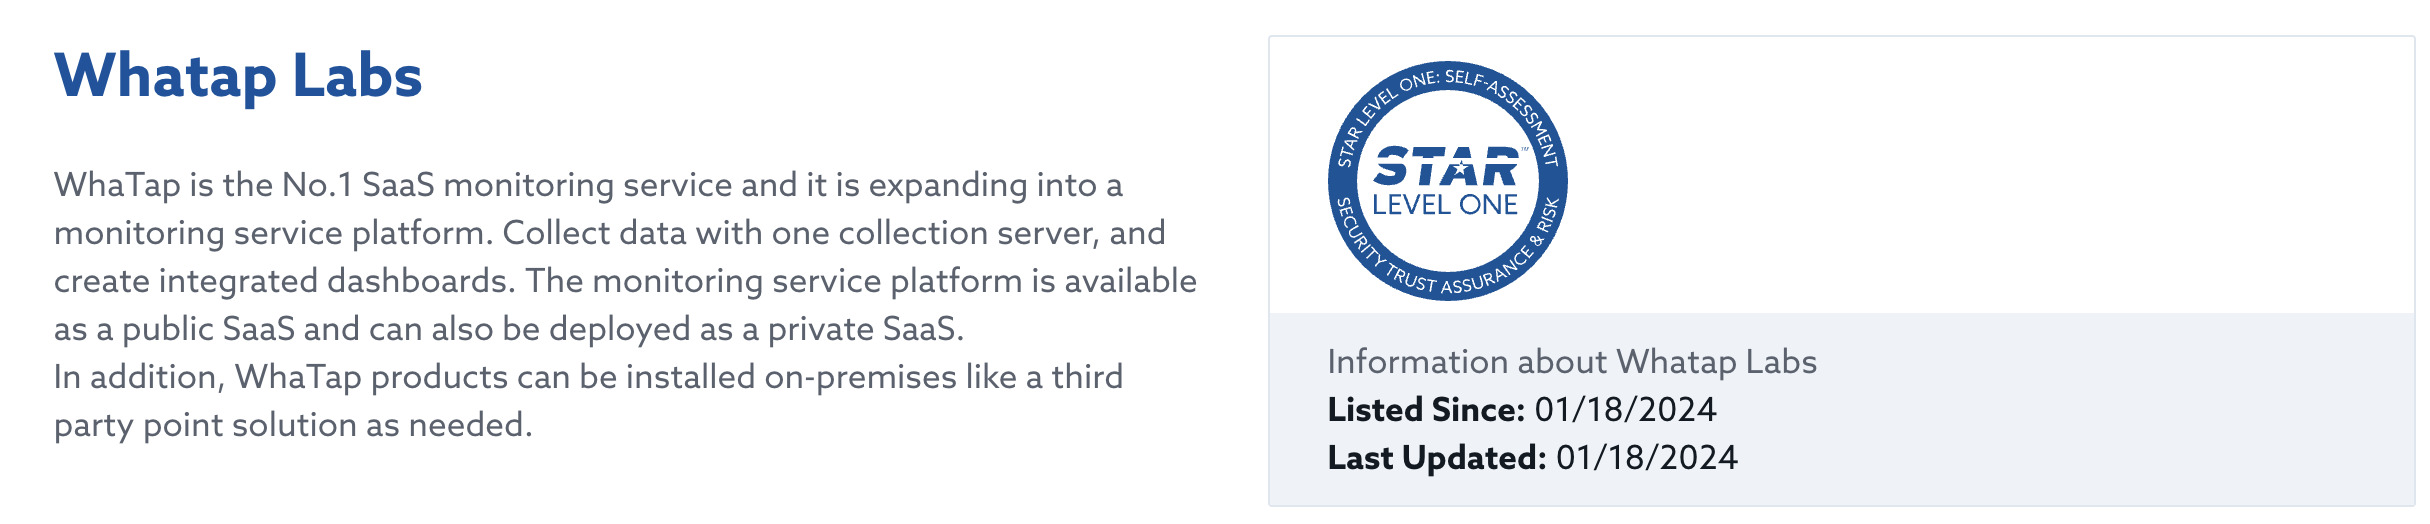 Whatap Labs
WhaTap is the No.1 SaaS monitoring service and it is expanding into a
monitoring service platform. Collect data with one collection server, and
create integrated dashboards. The monitoring service platform is available
as a public SaaS and can also be deployed as a private SaaS.
In addition, WhaTap products can be installed on-premises like a third
party point solution as needed.
STAR LEVEL ONE: SELF-ASSESSMENT
STAR™
LEVEL ONE
SECURITY TRUST ASSURANCE & RISK
Information about Whatap Labs
Listed Since: 01/18/2024
Last Updated: 01/18/2024